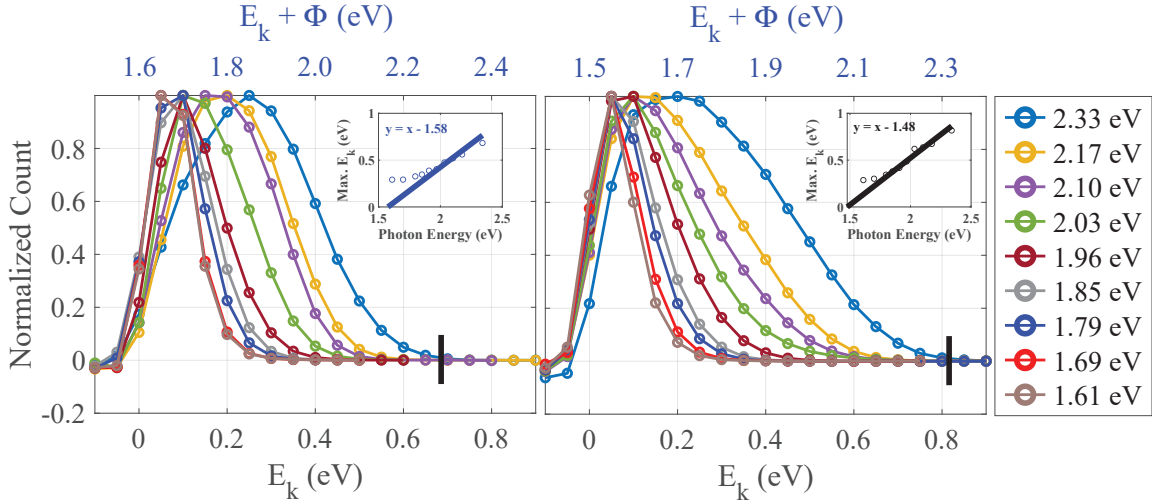 E_k + Φ (eV)
1.6 1.8 2.0 2.2 2.4
Normalized Count
0.8
0.6
0.4
0.2
0
-0.2
0 0.2 0.4 0.6 0.8
E_k (eV)
y = x - 1.58
Max. E_k (eV)
1
0.5
0
1.5 2 2.5
Photon Energy (eV)
E_k + Φ (eV)
1.5 1.7 1.9 2.1 2.3
0 0.2 0.4 0.6 0.8
E_k (eV)
y = x - 1.48
Max. E_k (eV)
1
0.5
0
1.5 2 2.5
Photon Energy (eV)
2.33 eV
2.17 eV
2.10 eV
2.03 eV
1.96 eV
1.85 eV
1.79 eV
1.69 eV
1.61 eV